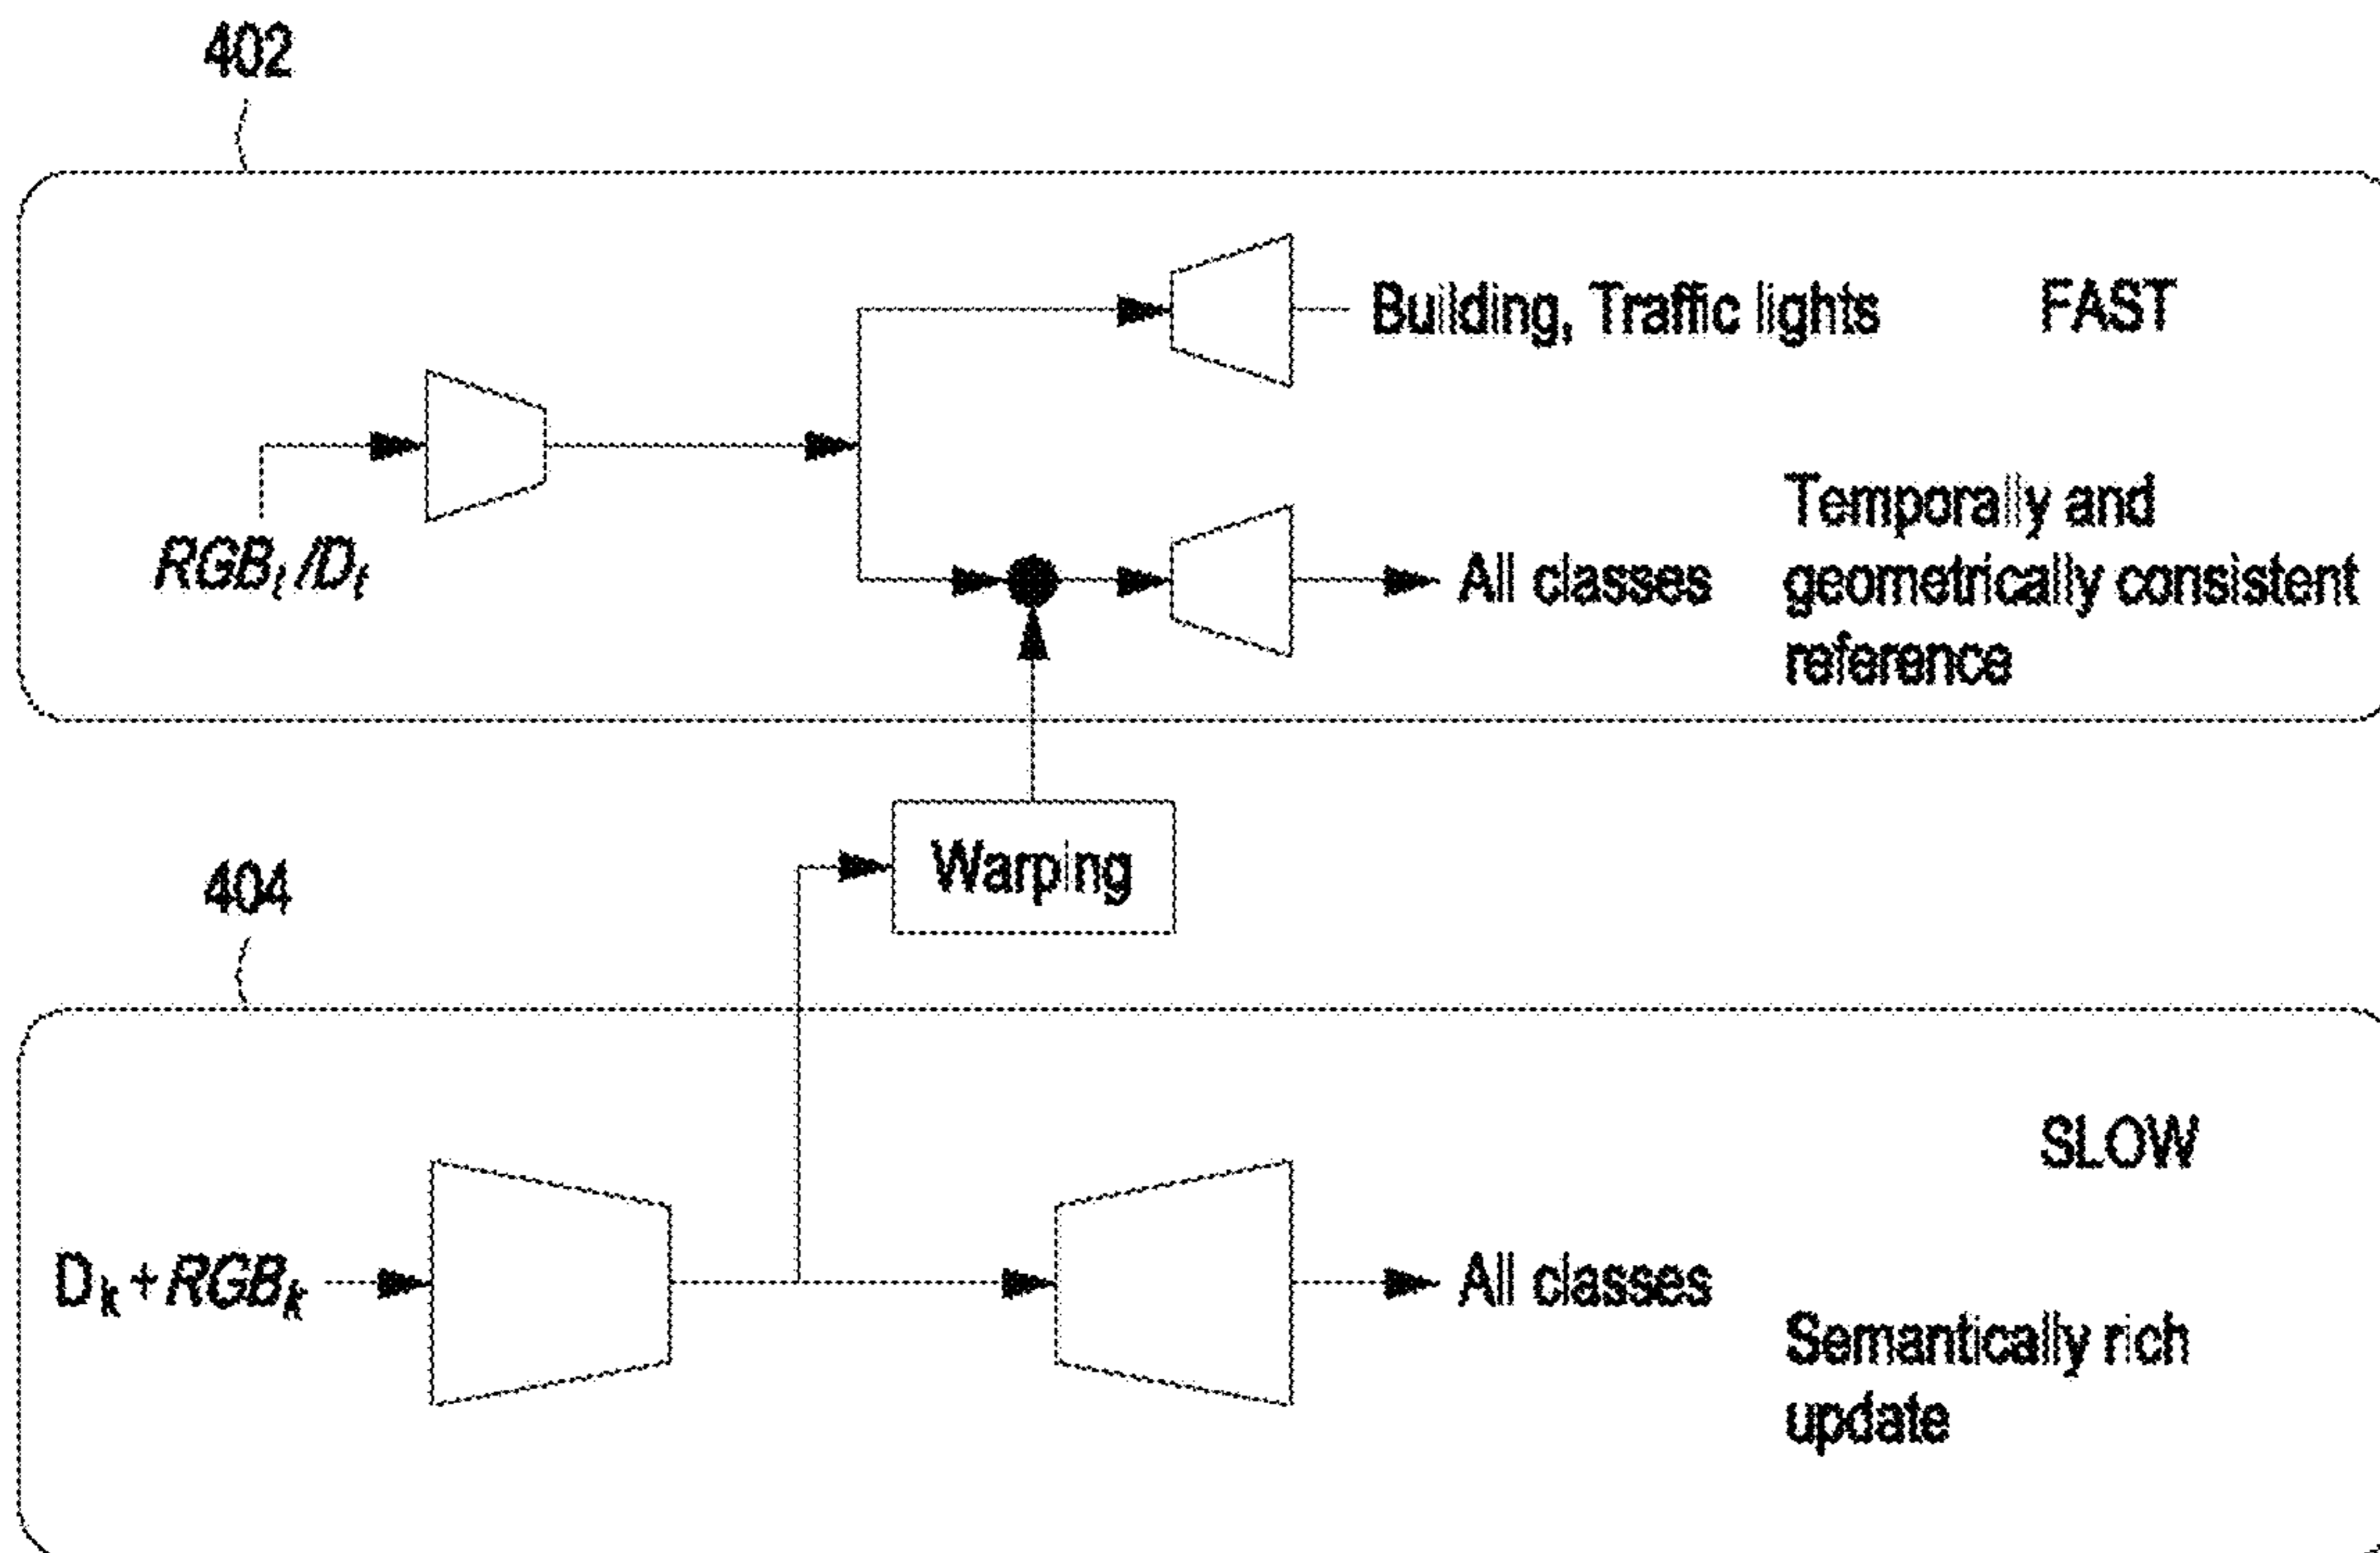 402
Building, Traffic lights
FAST
RGBt/Dt
All classes
Temporally and
geometrically consistent
reference
Warping
404
SLOW
Dk+RGBk
All classes
Semantically rich
update